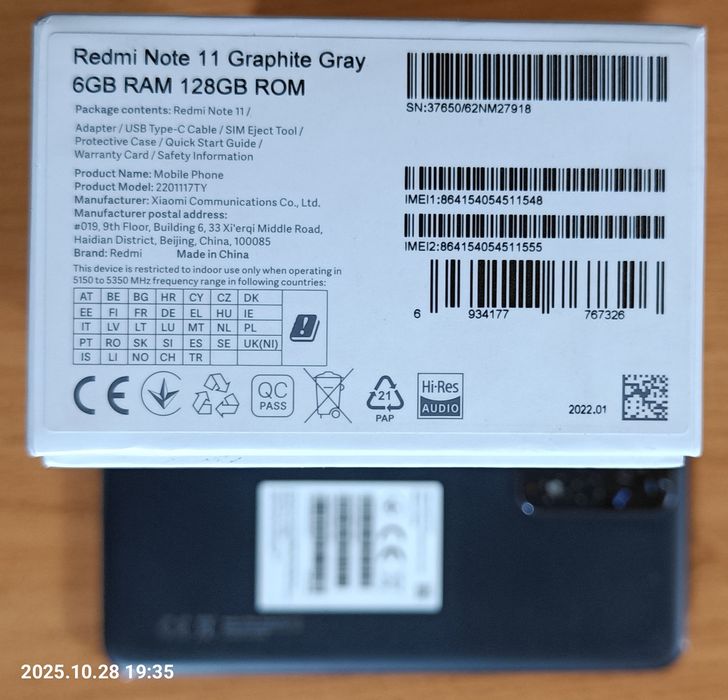 Redmi Note 11 Graphite Gray
6GB RAM 128GB ROM
Package contents: Redmi Note 11 /
Adapter / USB Type-C Cable / SIM Eject Tool /
Protective Case / Quick Start Guide /
Warranty Card / Safety Information
Product Name: Mobile Phone
Product Model: 2201117TY
Manufacturer: Xiaomi Communications Co., Ltd.
Manufacturer postal address:
#019, 9th Floor, Building 6, 33 Xi'erqi Middle Road,
Haidian District, Beijing, China, 100085
Brand: Redmi Made in China
This device is restricted to indoor use only when operating in
5150 to 5350 MHz frequency range in following countries:
AT BE BG HR CY CZ DK
EE FI FR DE EL HU IE
IT LV LT LU MT NL PL
PT RO SK SI ES SE UK(NI)
IS LI NO CH TR
SN:37650/62NM27918
IMEI1:864154054511548
IMEI2:864154054511555
6 934177 767326
CE
QC
PASS
21
PAP
Hi-Res
AUDIO
2022.01
2025.10.28 19:35